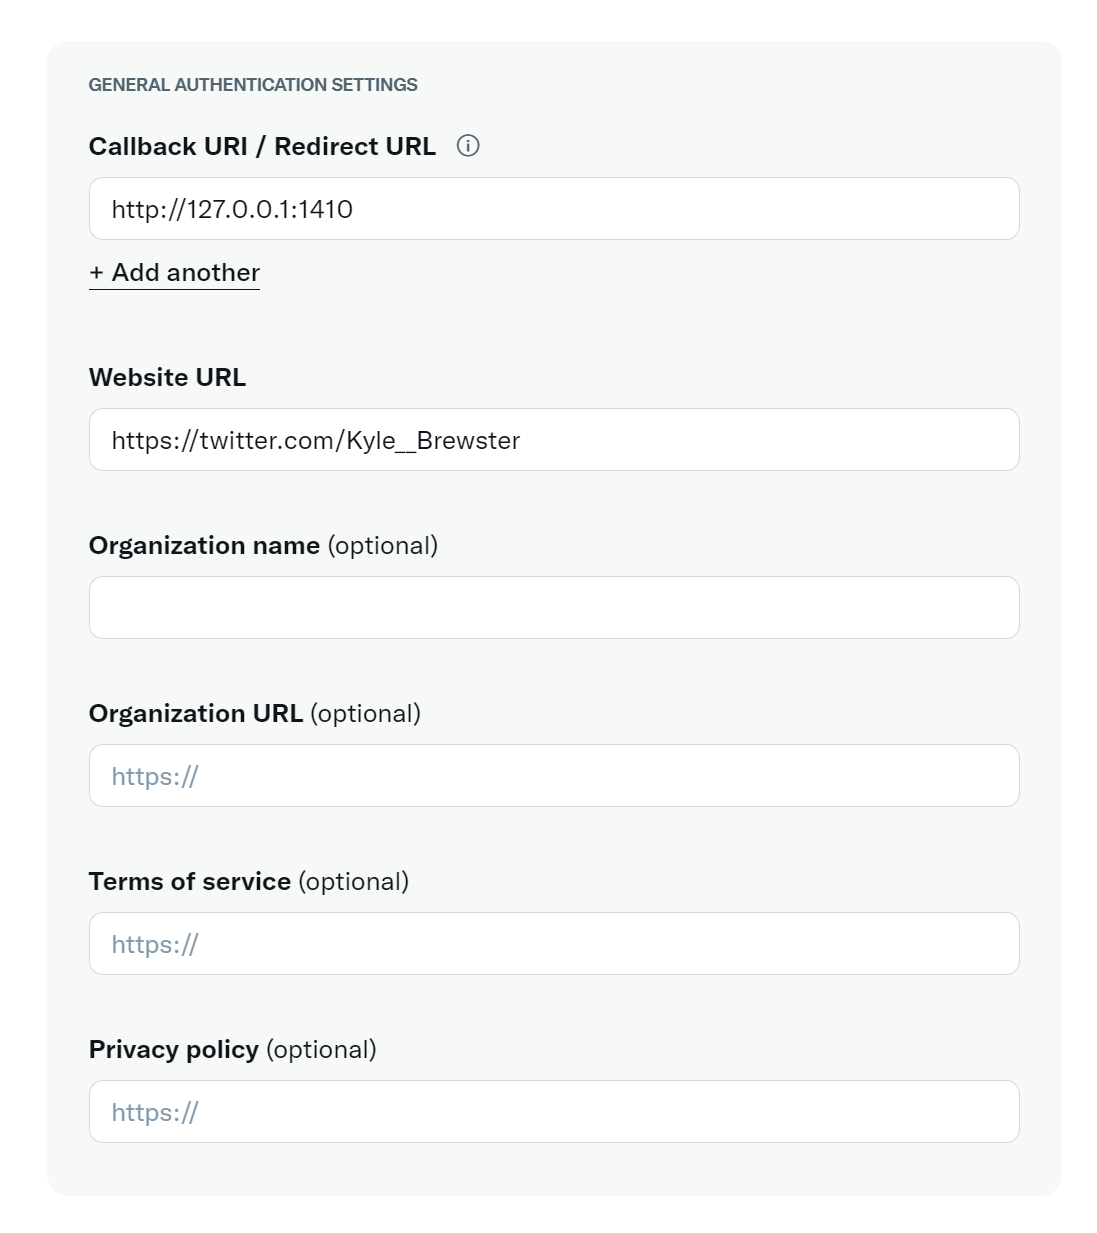 GENERAL AUTHENTICATION SETTINGS
Callback URI / Redirect URL
http://127.0.0.1:1410
+ Add another
Website URL
https://twitter.com/Kyle__Brewster
Organization name (optional)
Organization URL (optional)
https://
Terms of service (optional)
https://
Privacy policy (optional)
https://